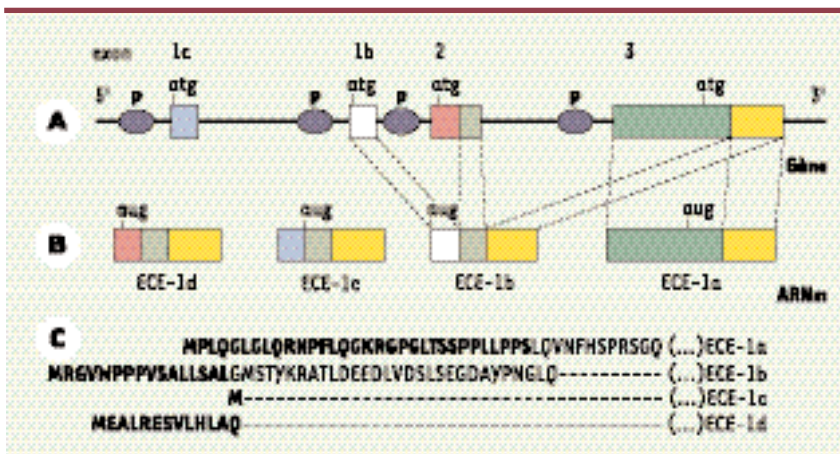 exon 1c 1b 2 3
5' P atg P atg P atg P atg 3'
A
Gène
aug aug aug aug
B
ECE-1d ECE-1c ECE-1b ECE-1a
ARNm
C
MPLQGLGLQRNPFLQGKRGPGLTSSPPLLPPSLQVNFHSPRSGQ (...)ECE-1a
MRGVWPPPVSALLSALGMSTYKRATLDEEDLVDSLSEGDAYPNGLQ---------- (...)ECE-1b
M---------- (...)ECE-1c
MEALRESVLHLAQ---------- (...)ECE-1d